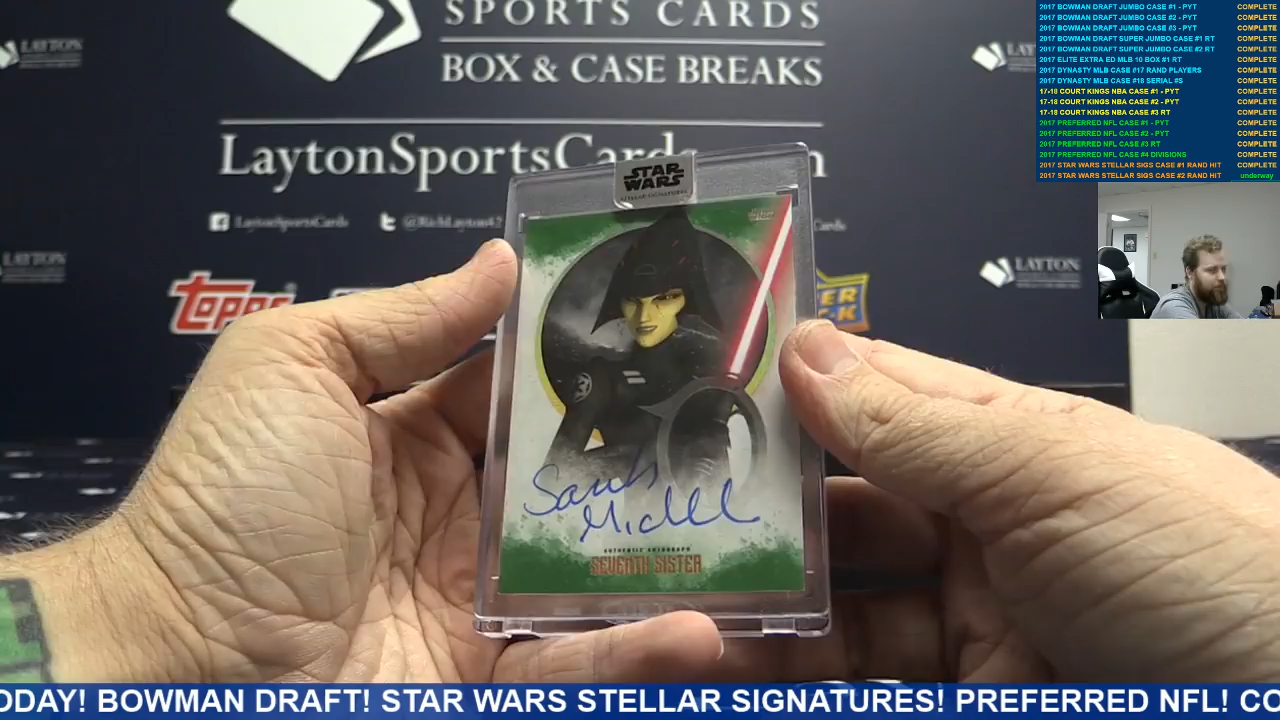 SPORTS CARDS
BOX & CASE BREAKS
LaytonSportsCards
LaytonSportsCards
@RichLayton42
LAYTON
LAYTON
LAYTON
Topps
STAR
WARS
STELLAR SIGNATURES
Sarah
Michell
AUTHENTIC AUTOGRAPH
SEVENTH SISTER
2017 BOWMAN DRAFT JUMBO CASE #1 - PYT COMPLETE
2017 BOWMAN DRAFT JUMBO CASE #2 - PYT COMPLETE
2017 BOWMAN DRAFT JUMBO CASE #3 - PYT COMPLETE
2017 BOWMAN DRAFT SUPER JUMBO CASE #1 RT COMPLETE
2017 BOWMAN DRAFT SUPER JUMBO CASE #2 RT COMPLETE
2017 ELITE EXTRA ED MLB 10 BOX #1 RT COMPLETE
2017 DYNASTY MLB CASE #17 RAND PLAYERS COMPLETE
2017 DYNASTY MLB CASE #18 SERIAL #S COMPLETE
17-18 COURT KINGS NBA CASE #1 - PYT COMPLETE
17-18 COURT KINGS NBA CASE #2 - PYT COMPLETE
17-18 COURT KINGS NBA CASE #3 RT COMPLETE
2017 PREFERRED NFL CASE #1 - PYT COMPLETE
2017 PREFERRED NFL CASE #2 - PYT COMPLETE
2017 PREFERRED NFL CASE #3 RT COMPLETE
2017 PREFERRED NFL CASE #4 DIVISIONS COMPLETE
2017 STAR WARS STELLAR SIGS CASE #1 RAND HIT COMPLETE
2017 STAR WARS STELLAR SIGS CASE #2 RAND HIT underway
ODAY! BOWMAN DRAFT! STAR WARS STELLAR SIGNATURES! PREFERRED NFL! CO